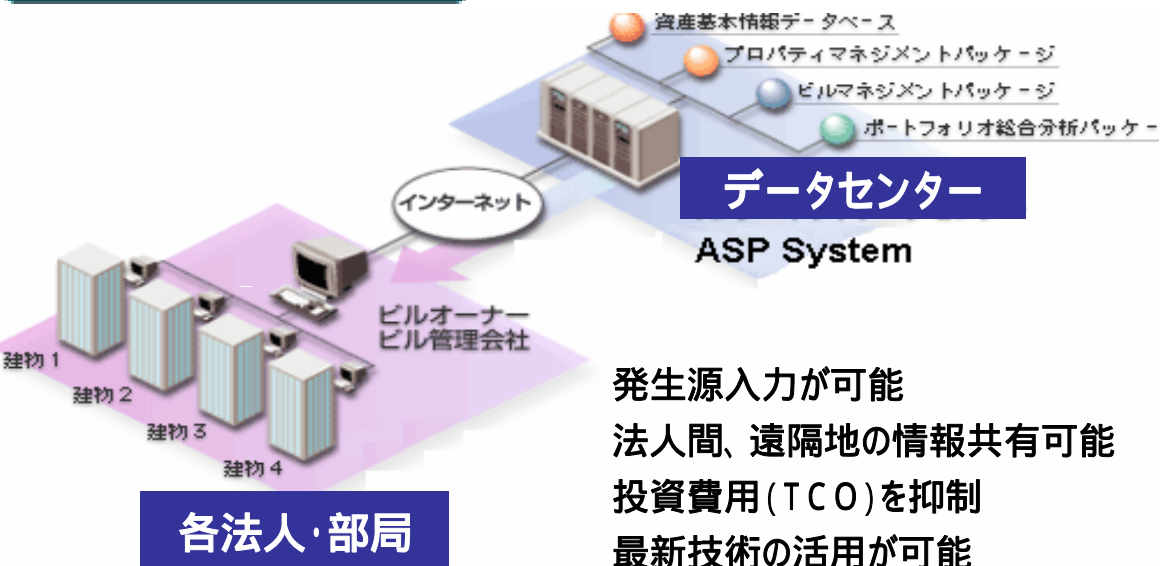 資産基本情報データベース
プロパティマネジメントパッケージ
ビルマネジメントパッケージ
ポートフォリオ総合分析パッケー
データセンター
ASP System
インターネット
ビルオーナー
ビル管理会社
建物1
建物2
建物3
建物4
各法人・部局
発生源入力が可能
法人間、遠隔地の情報共有可能
投資費用(TCO)を抑制
最新技術の活用が可能